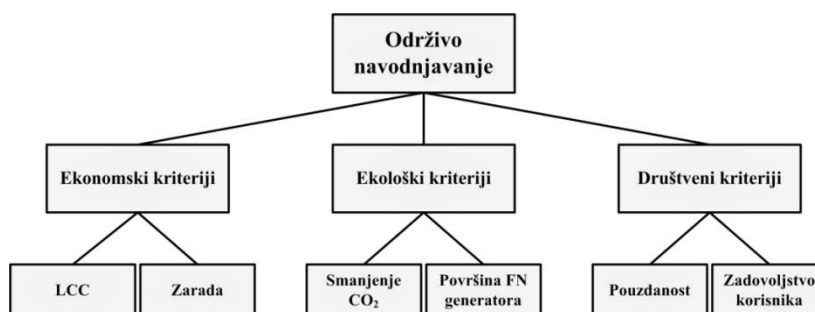 Održivo
navodnjavanje
Ekonomski kriteriji
Ekološki kriteriji
Društveni kriteriji
LCC
Zarada
Smanjenje
CO₂
Površina FN
generatora
Pouzdanost
Zadovoljstvo
korisnika